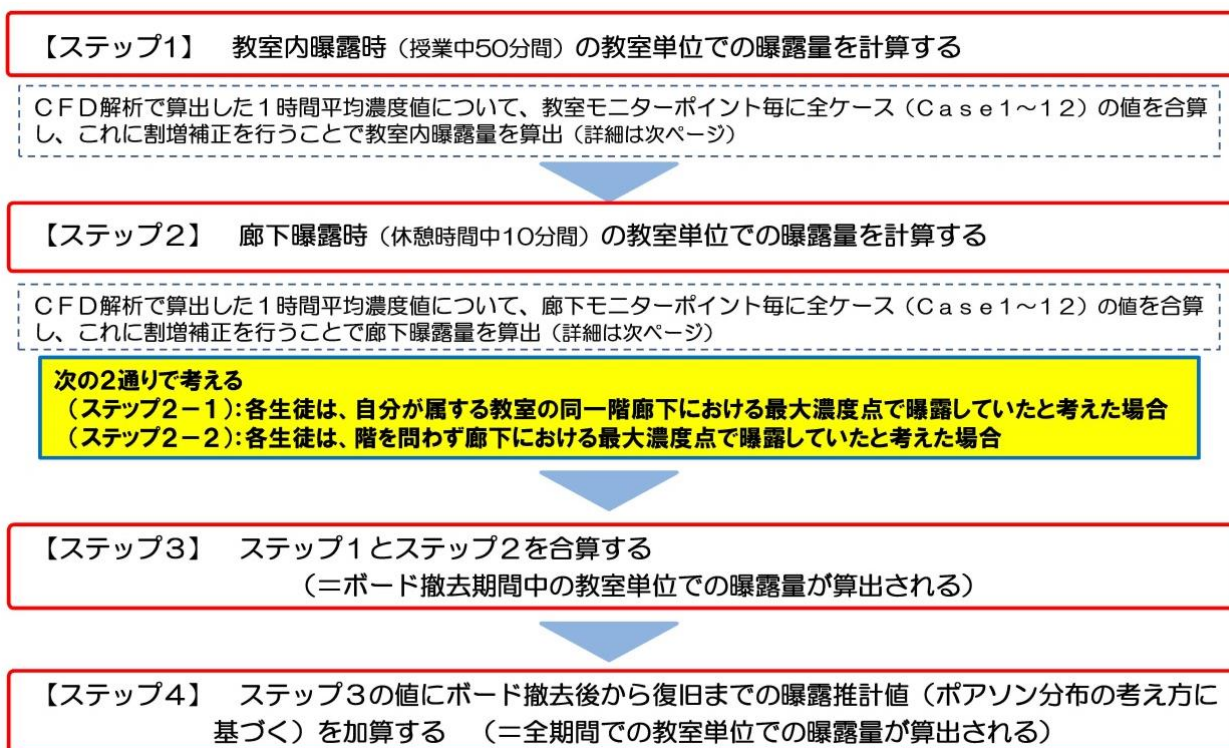 【ステップ1】 教室内曝露時（授業中50分間）の教室単位での曝露量を計算する
ＣＦＤ解析で算出した１時間平均濃度値について、教室モニターポイント毎に全ケース（Ｃａｓｅ１～１２）の値を合算
し、これに割増補正を行うことで教室内曝露量を算出（詳細は次ページ）
【ステップ２】 廊下曝露時（休憩時間中10分間）の教室単位での曝露量を計算する
ＣＦＤ解析で算出した１時間平均濃度値について、廊下モニターポイント毎に全ケース（Ｃａｓｅ１～１２）の値を合算
し、これに割増補正を行うことで廊下曝露量を算出（詳細は次ページ）
次の2通りで考える
（ステップ2－1）：各生徒は、自分が属する教室の同一階廊下における最大濃度点で曝露していたと考えた場合
（ステップ2－2）：各生徒は、階を問わず廊下における最大濃度点で曝露していたと考えた場合
【ステップ３】 ステップ１とステップ２を合算する
（＝ボード撤去期間中の教室単位での曝露量が算出される）
【ステップ４】 ステップ３の値にボード撤去後から復旧までの曝露推計値（ポアソン分布の考え方に
基づく）を加算する （＝全期間での教室単位での曝露量が算出される）